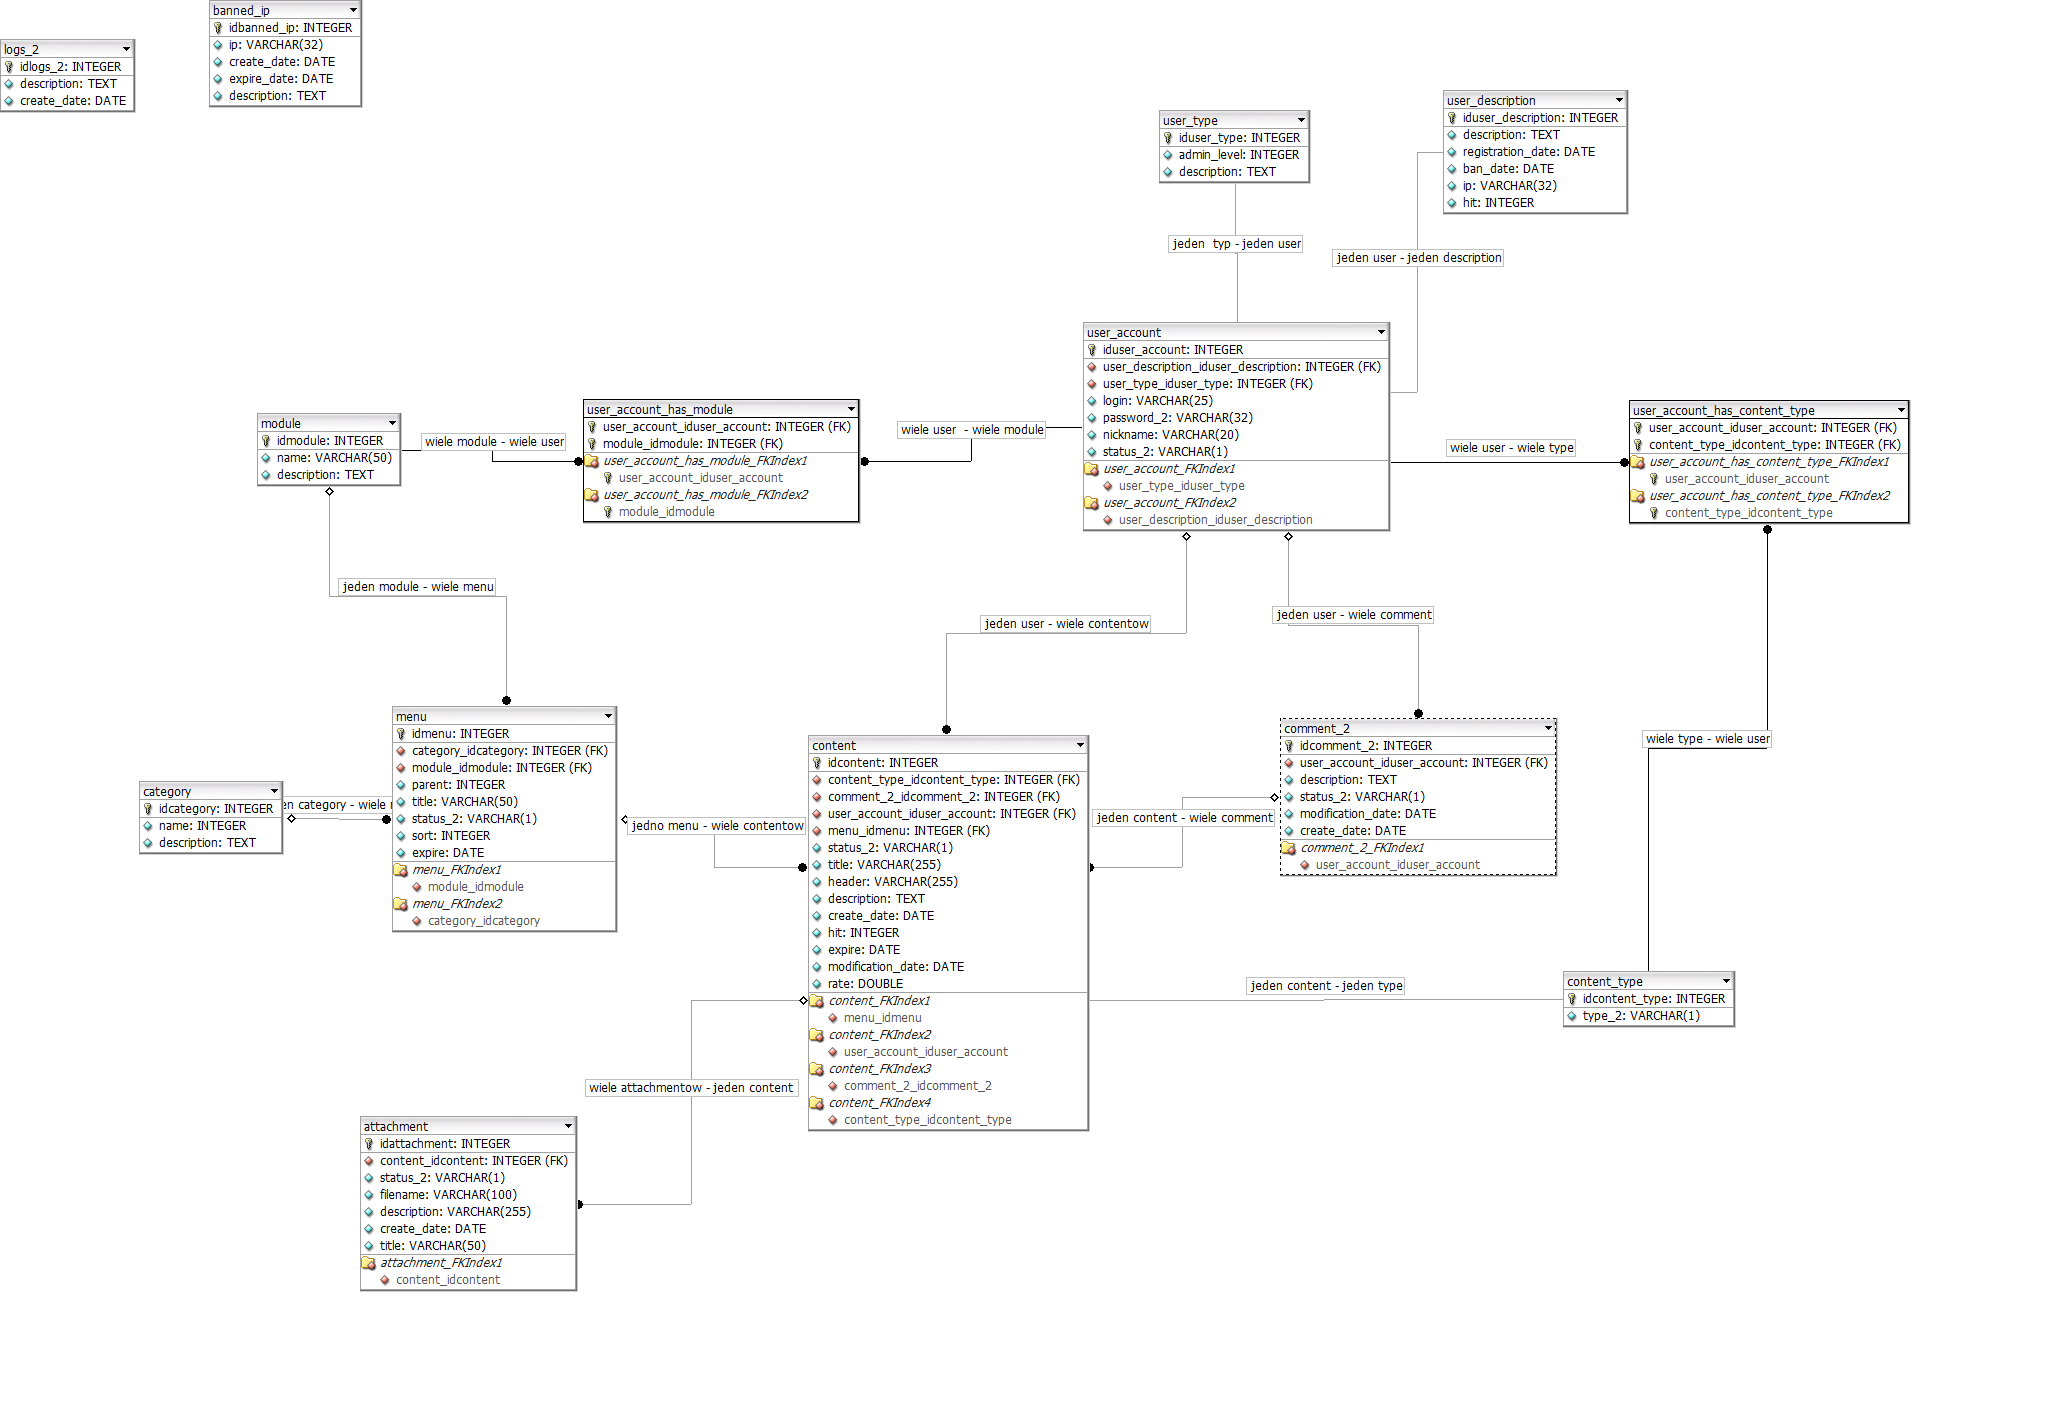 banned_ip
idbanned_ip: INTEGER
ip: VARCHAR(32)
create_date: DATE
expire_date: DATE
description: TEXT
logs_2
idlogs_2: INTEGER
description: TEXT
create_date: DATE
user_type
iduser_type: INTEGER
admin_level: INTEGER
description: TEXT
user_description
iduser_description: INTEGER
description: TEXT
registration_date: DATE
ban_date: DATE
ip: VARCHAR(32)
hit: INTEGER
jeden  typ - jeden user
jeden user - jeden description
user_account
iduser_account: INTEGER
user_description_iduser_description: INTEGER (FK)
user_type_iduser_type: INTEGER (FK)
login: VARCHAR(25)
password_2: VARCHAR(32)
nickname: VARCHAR(20)
status_2: VARCHAR(1)
user_account_FKIndex1
user_type_iduser_type
user_account_FKIndex2
user_description_iduser_description
module
idmodule: INTEGER
name: VARCHAR(50)
description: TEXT
wiele module - wiele user
user_account_has_module
user_account_iduser_account: INTEGER (FK)
module_idmodule: INTEGER (FK)
user_account_has_module_FKIndex1
user_account_iduser_account
user_account_has_module_FKIndex2
module_idmodule
wiele user  - wiele module
wiele user - wiele type
user_account_has_content_type
user_account_iduser_account: INTEGER (FK)
content_type_idcontent_type: INTEGER (FK)
user_account_has_content_type_FKIndex1
user_account_iduser_account
user_account_has_content_type_FKIndex2
content_type_idcontent_type
jeden module - wiele menu
jeden user - wiele contentow
jeden user - wiele comment
wiele type - wiele user
menu
idmenu: INTEGER
category_idcategory: INTEGER (FK)
module_idmodule: INTEGER (FK)
parent: INTEGER
title: VARCHAR(50)
status_2: VARCHAR(1)
sort: INTEGER
expire: DATE
menu_FKIndex1
module_idmodule
menu_FKIndex2
category_idcategory
category
idcategory: INTEGER
name: INTEGER
description: TEXT
en category - wiele
jedno menu - wiele contentow
content
idcontent: INTEGER
content_type_idcontent_type: INTEGER (FK)
comment_2_idcomment_2: INTEGER (FK)
user_account_iduser_account: INTEGER (FK)
menu_idmenu: INTEGER (FK)
status_2: VARCHAR(1)
title: VARCHAR(255)
header: VARCHAR(255)
description: TEXT
create_date: DATE
hit: INTEGER
expire: DATE
modification_date: DATE
rate: DOUBLE
content_FKIndex1
menu_idmenu
content_FKIndex2
user_account_iduser_account
content_FKIndex3
comment_2_idcomment_2
content_FKIndex4
content_type_idcontent_type
jeden content - wiele comment
comment_2
idcomment_2: INTEGER
user_account_iduser_account: INTEGER (FK)
description: TEXT
status_2: VARCHAR(1)
modification_date: DATE
create_date: DATE
comment_2_FKIndex1
user_account_iduser_account
jeden content - jeden type
content_type
idcontent_type: INTEGER
type_2: VARCHAR(1)
wiele attachmentow - jeden content
attachment
idattachment: INTEGER
content_idcontent: INTEGER (FK)
status_2: VARCHAR(1)
filename: VARCHAR(100)
description: VARCHAR(255)
create_date: DATE
title: VARCHAR(50)
attachment_FKIndex1
content_idcontent